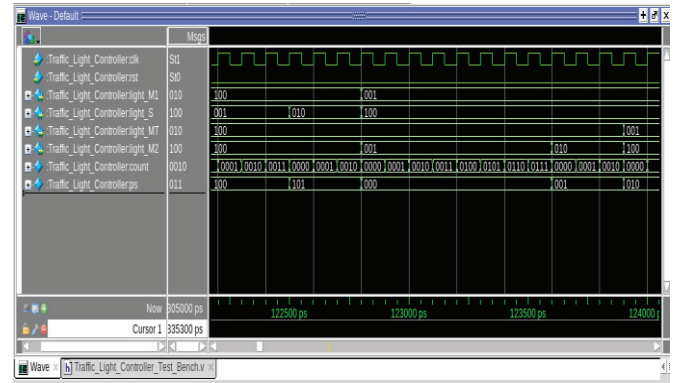 Wave - Default
Msgs
:Traffic_Light_Controller:clk St1
:Traffic_Light_Controller:rst St0
:Traffic_Light_Controller:light_M1 010 100 001
:Traffic_Light_Controller:light_S 100 001 010 100
:Traffic_Light_Controller:light_MT 010 100 001
:Traffic_Light_Controller:light_M2 100 100 001 010 100
:Traffic_Light_Controller:count 0010 0001 0010 0011 0000 0001 0010 0000 0001 0010 0011 0100 0101 0110 0111 0000 0001 0010 0000
:Traffic_Light_Controller:ps 011 100 101 000 001 010
Now 305000 ps 122500 ps 123000 ps 123500 ps 124000 p
Cursor 1 335300 ps
Wave h Traffic_Light_Controller_Test_Bench.v